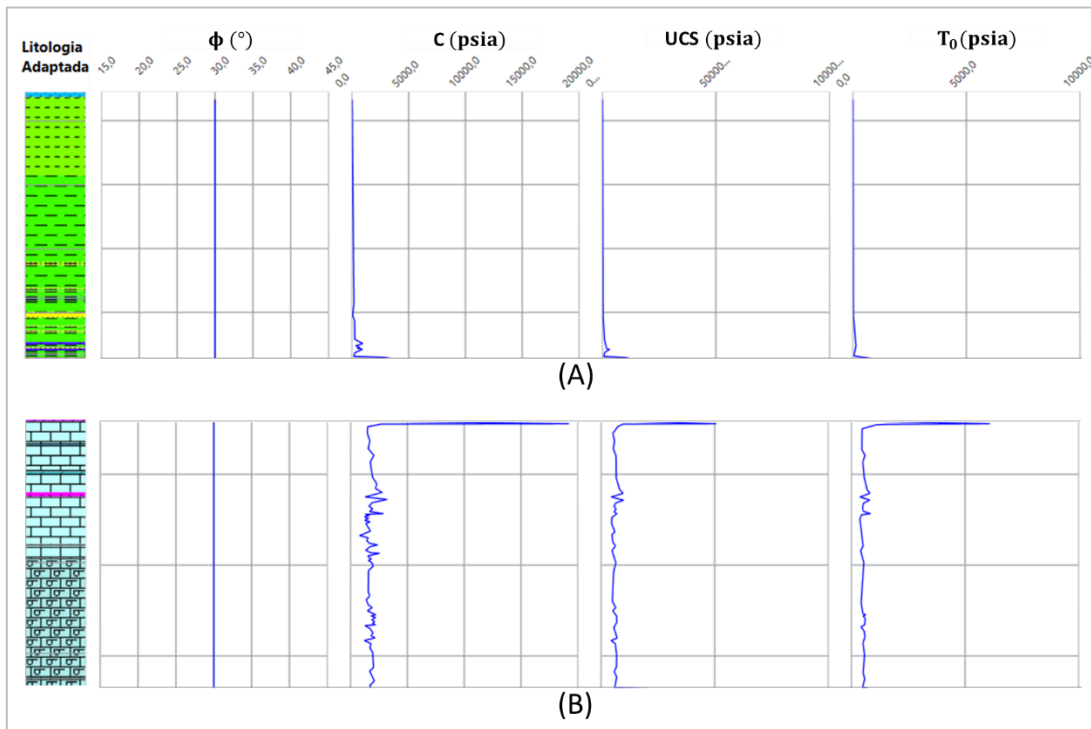 Litologia
Adaptada
ϕ (°)
15,0 20,0 25,0 30,0 35,0 40,0 45,0
C (psia)
0,0 5000,0 10000,0 15000,0 20000,0
UCS (psia)
0... 50000... 10000...
T₀ (psia)
0,0 5000,0 10000,0
(A)
(B)